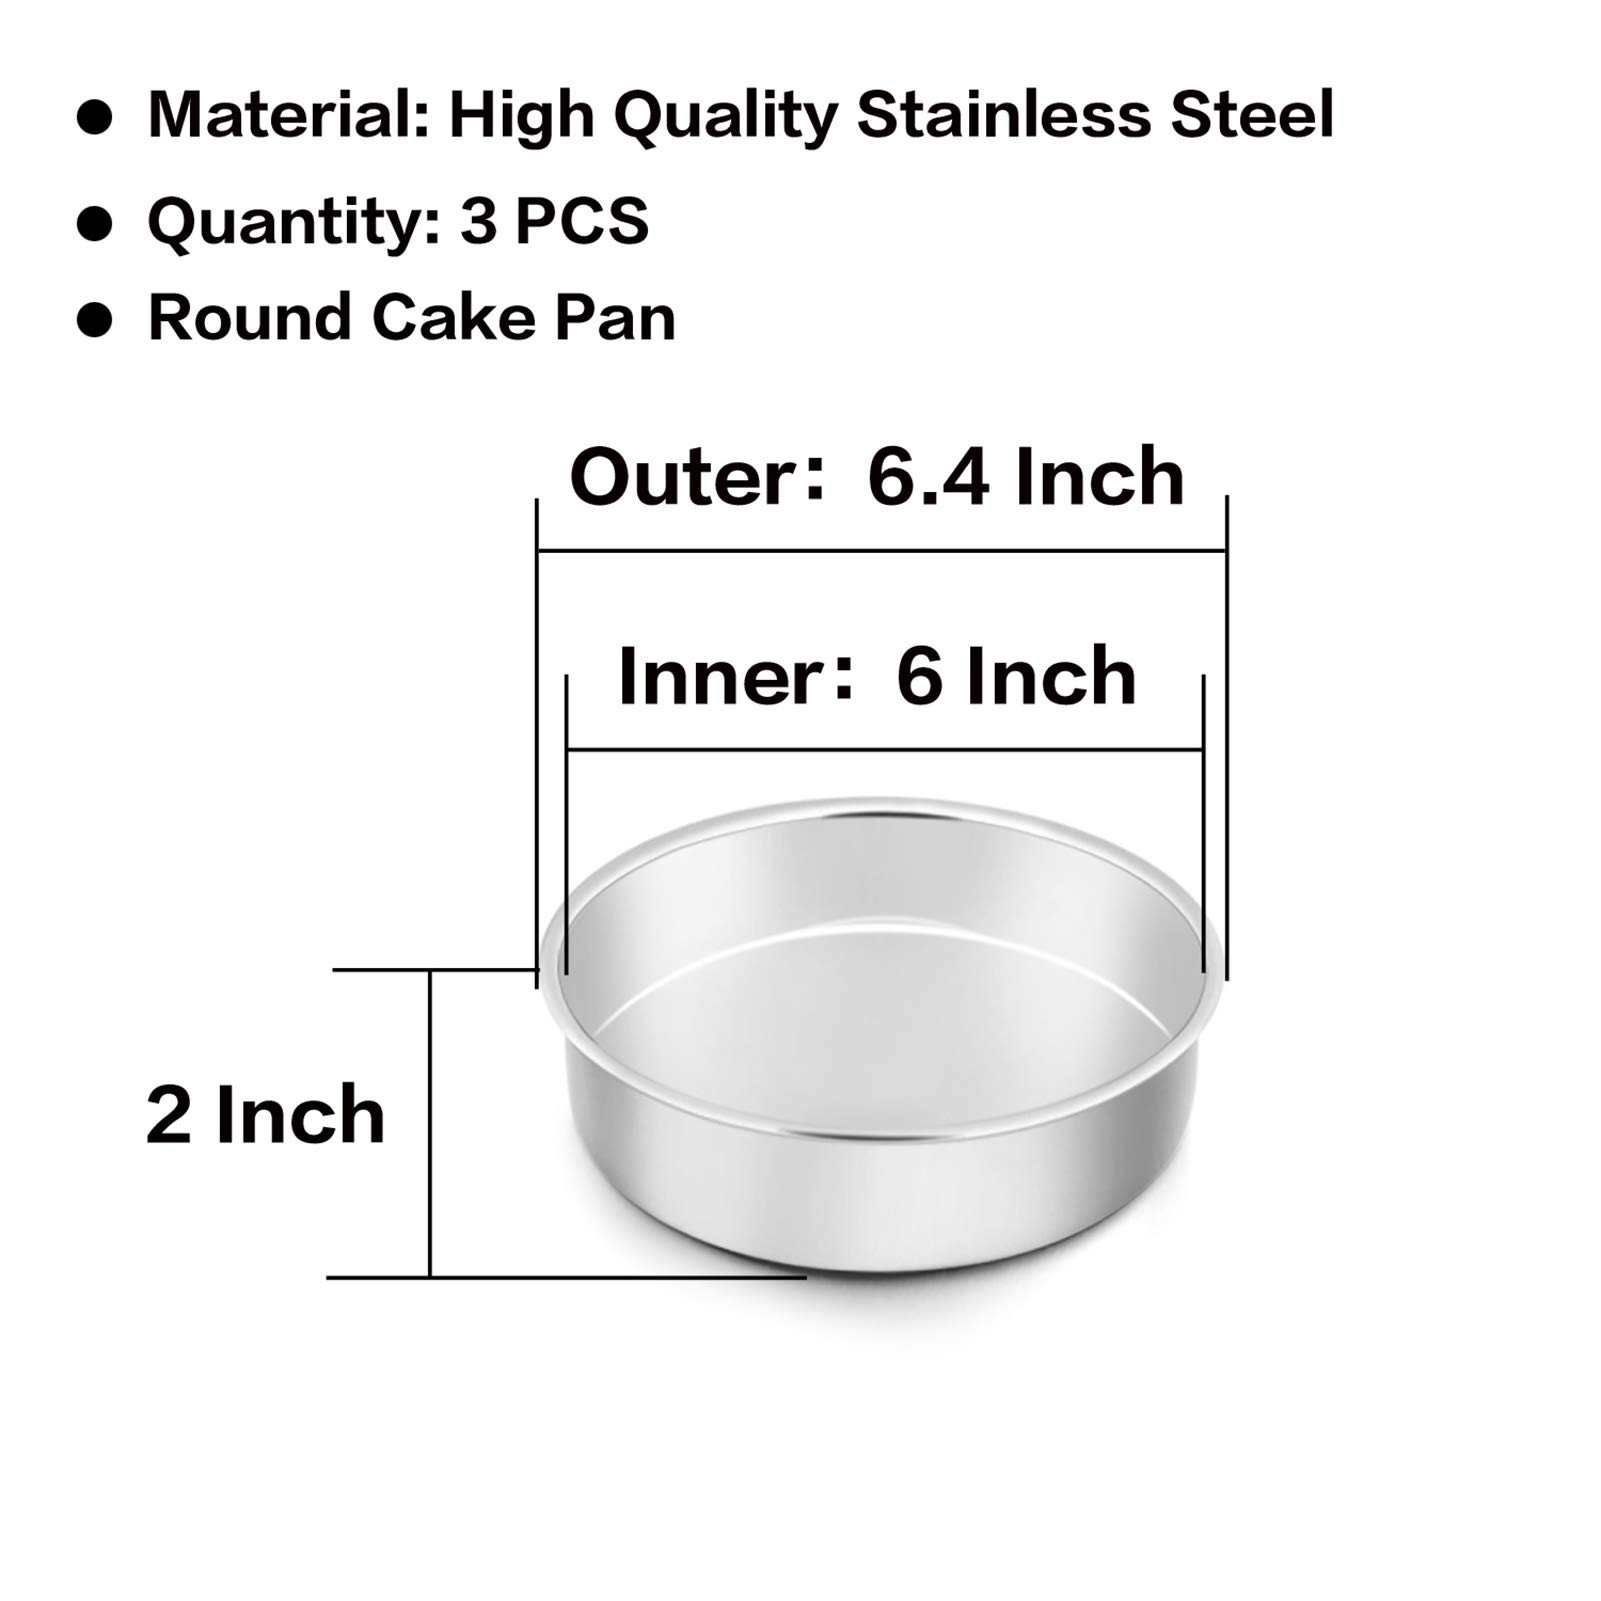 ● Material: High Quality Stainless Steel
● Quantity: 3 PCS
● Round Cake Pan
Outer: 6.4 Inch
Inner: 6 Inch
2 Inch